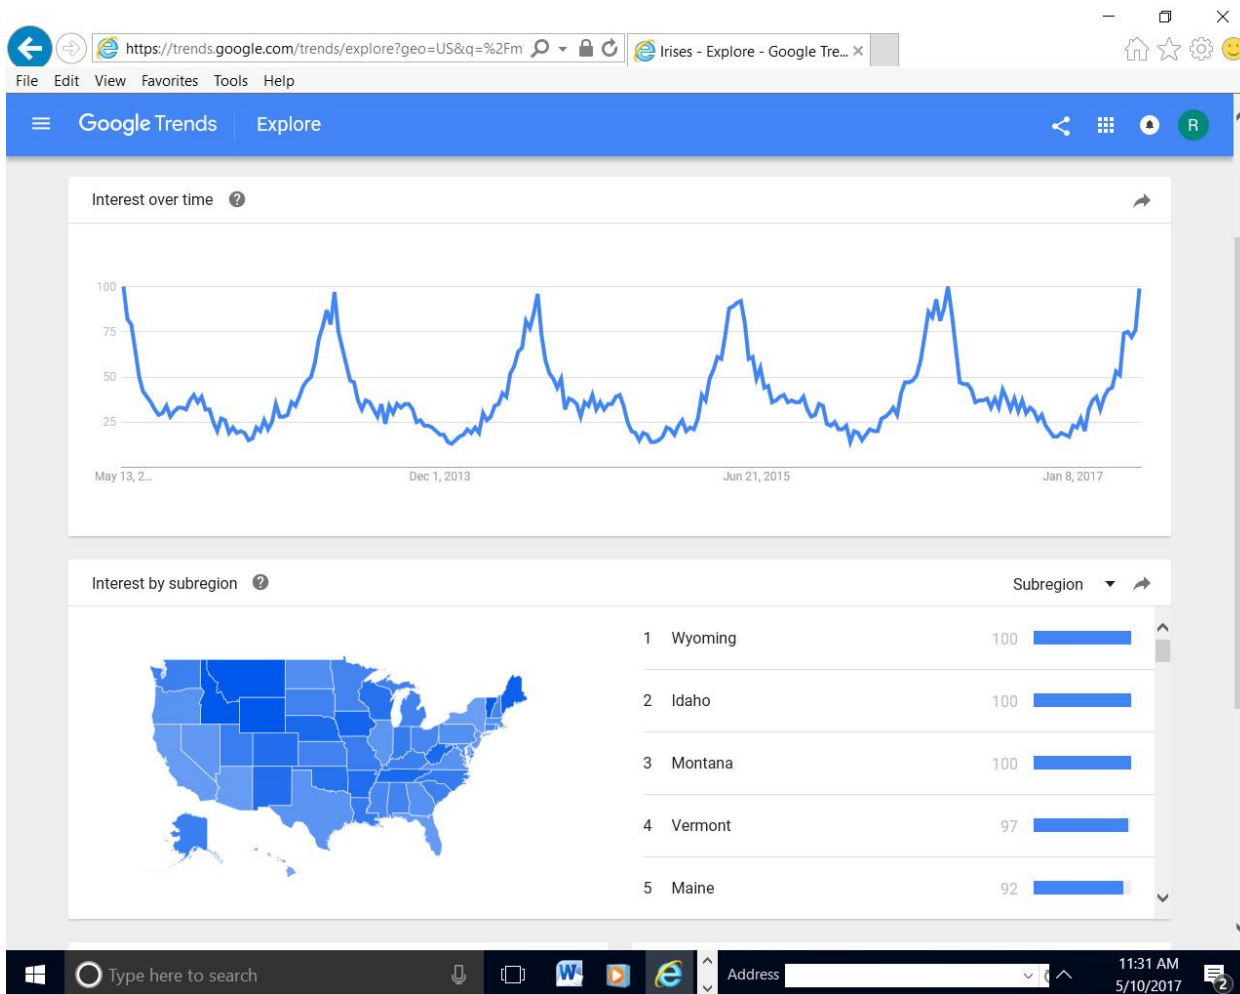 https://trends.google.com/trends/explore?geo=US&q=%2Fm
Irises - Explore - Google Tre...
File Edit View Favorites Tools Help
Google Trends Explore R
Interest over time ?
100
75
50
25
May 13, 2... Dec 1, 2013 Jun 21, 2015 Jan 8, 2017
Interest by subregion ? Subregion
1 Wyoming 100
2 Idaho 100
3 Montana 100
4 Vermont 97
5 Maine 92
Type here to search W Address 11:31 AM
5/10/2017 2